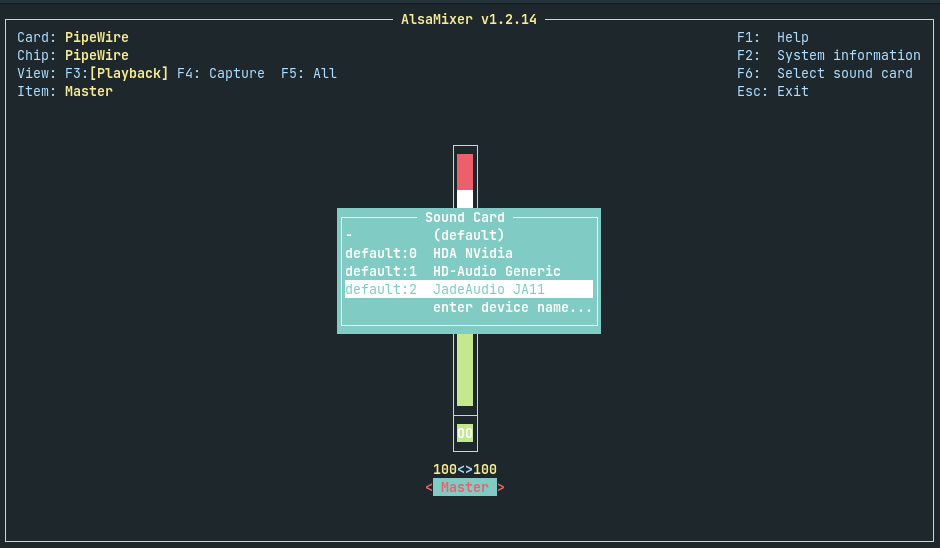 AlsaMixer v1.2.14
Card: PipeWire F1: Help
Chip: PipeWire F2: System information
View: F3:[Playback] F4: Capture F5: All F6: Select sound card
Item: Master Esc: Exit
Sound Card
- (default)
default:0 HDA NVidia
default:1 HD-Audio Generic
default:2 JadeAudio JA11
enter device name...
OO
100<>100
< Master >